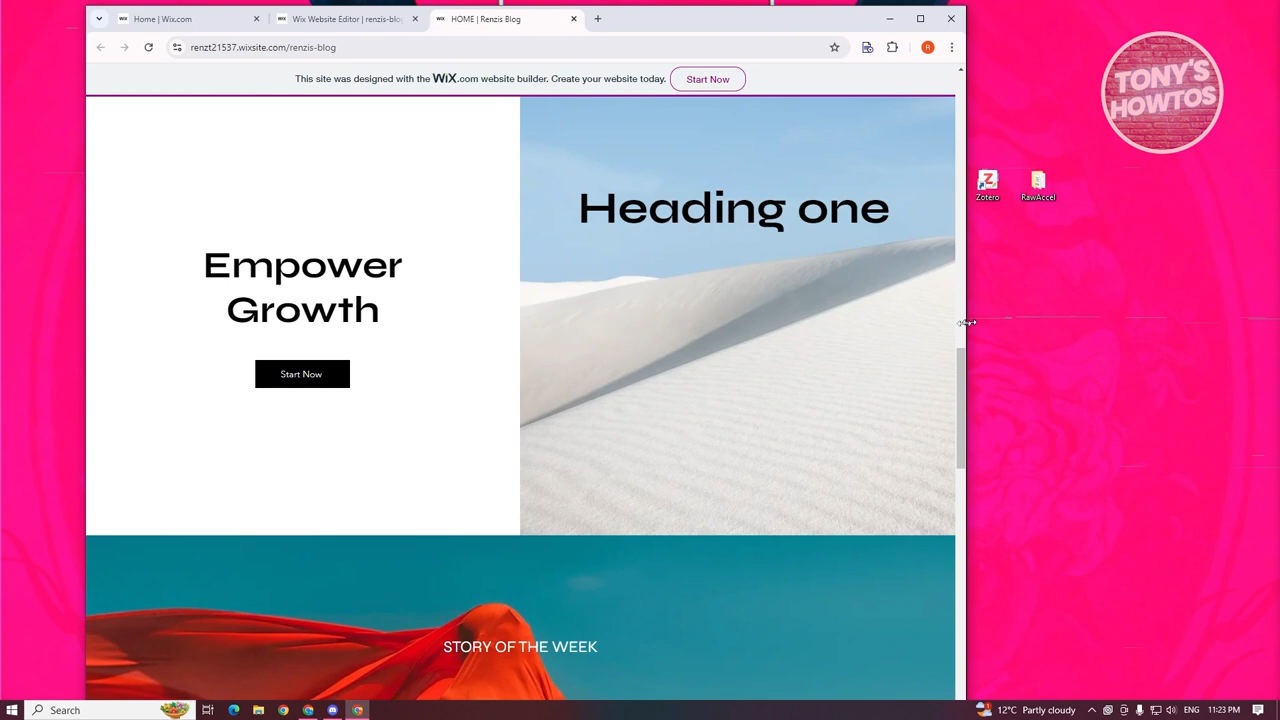 Home | Wix.com
Wix Website Editor | renzis-blog
HOME | Renzis Blog
renzt21537.wixsite.com/renzis-blog
R
This site was designed with the WiX.com website builder. Create your website today.
Start Now
TONY'S
HOWTOS
Zotero
RawAccel
Heading one
Empower
Growth
Start Now
STORY OF THE WEEK
Search
12°C Partly cloudy
ENG
11:23 PM